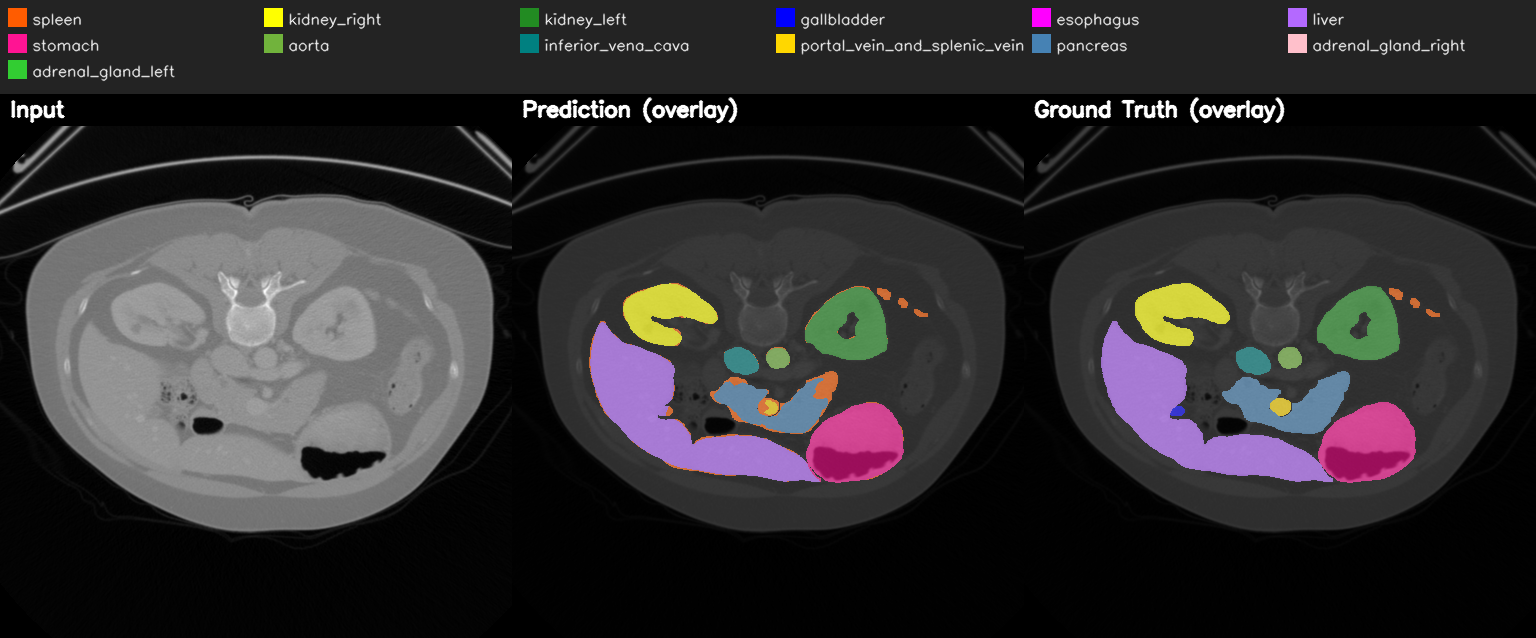 spleen
kidney_right
kidney_left
gallbladder
esophagus
liver
stomach
aorta
inferior_vena_cava
portal_vein_and_splenic_vein
pancreas
adrenal_gland_right
adrenal_gland_left
Input
Prediction (overlay)
Ground Truth (overlay)